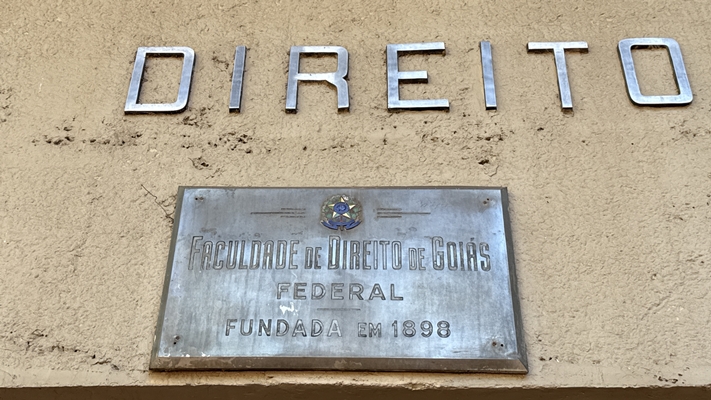 DIREITO
FACULDADE DE DIREITO DE GOIÁS
FEDERAL
FUNDADA EM 1898